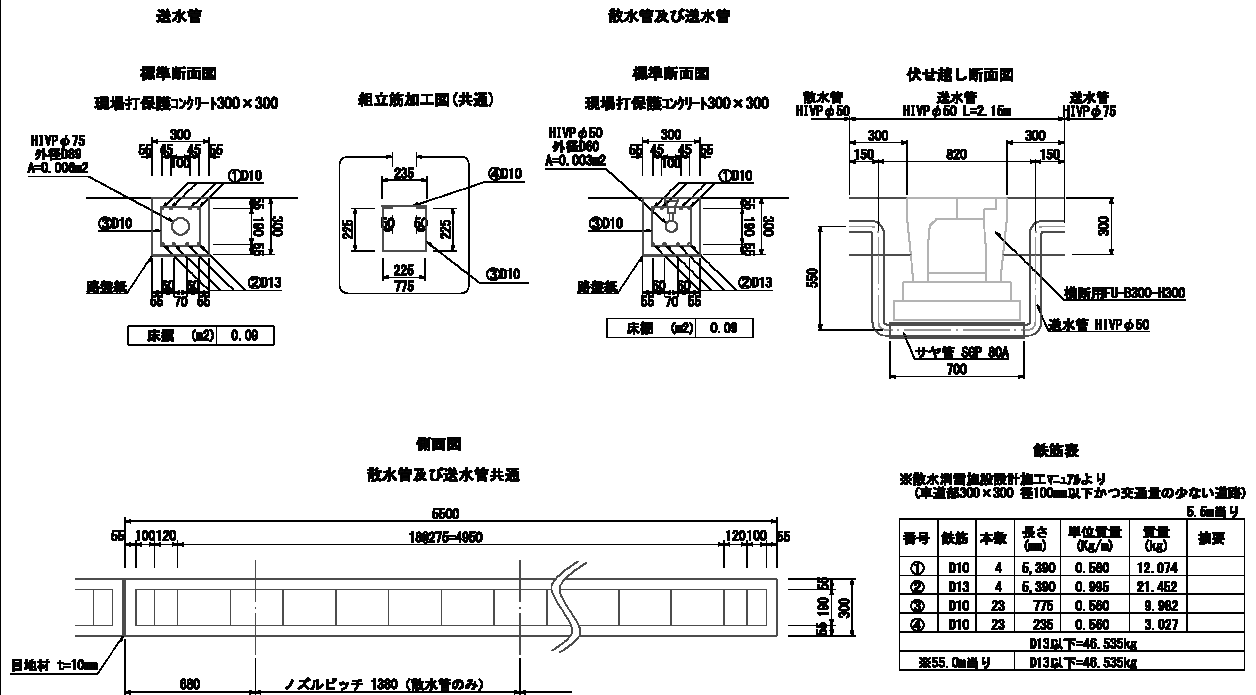 送水管
標準断面図
現場打保護コンクリート300×300
HIVPφ75
外径D89
A=0.006m2
300
55 45 45 55
100
①D10
③D10
55
190
55
300
②D13
路盤紙
60 60
55 70 55
床掘 (m2) 0.09
組立筋加工図(共通)
235
④D10
225
50 50
225
225
775
③D10
散水管及び送水管
標準断面図
現場打保護コンクリート300×300
HIVPφ50
外径D60
A=0.003m2
300
55 45 45 55
100
①D10
③D10
55
190
55
300
②D13
路盤紙
60 60
55 70 55
床掘 (m2) 0.09
伏せ越し断面図
散水管 送水管 送水管
HIVPφ50 HIVPφ50 L=2.15m HIVPφ75
300 300
150 820 150
300
550
横断用FU-B300-H300
送水管 HIVPφ50
サヤ管 SGP 80A
700
側面図
散水管及び送水管共通
5500
55 100 120 18@275=4950 120 100 55
55
190
55
300
目地材 t=10mm
680 ノズルピッチ 1380 (散水管のみ)
鉄筋表
※散水消雪施設設計施工マニュアルより
(車道部300×300 径100mm以下かつ交通量の少ない道路)
5.5m当り
番号 鉄筋 本数 長さ(mm) 単位質量(Kg/m) 質量(kg) 摘要
① D10 4 5,390 0.560 12.074
② D13 4 5,390 0.995 21.452
③ D10 23 775 0.560 9.982
④ D10 23 235 0.560 3.027
D13以下=46.535kg
※55.0m当り D13以下=46.535kg